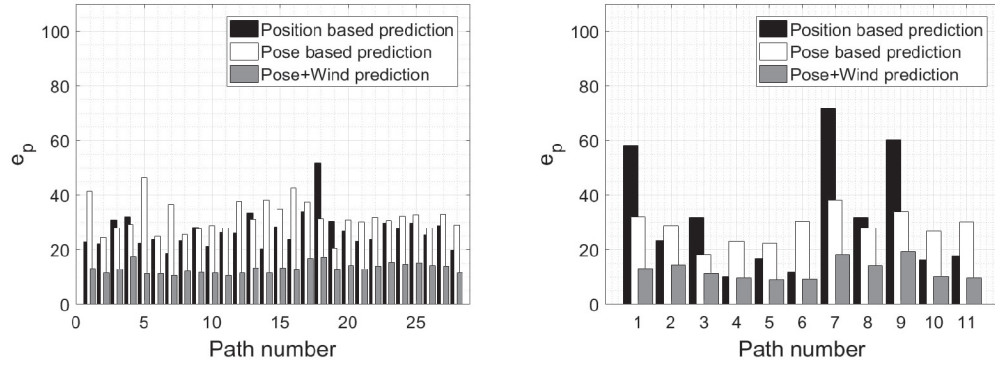 100
80
60
40
20
0
e_p
Position based prediction
Pose based prediction
Pose+Wind prediction
0 5 10 15 20 25
Path number
100
80
60
40
20
0
e_p
Position based prediction
Pose based prediction
Pose+Wind prediction
1 2 3 4 5 6 7 8 9 10 11
Path number